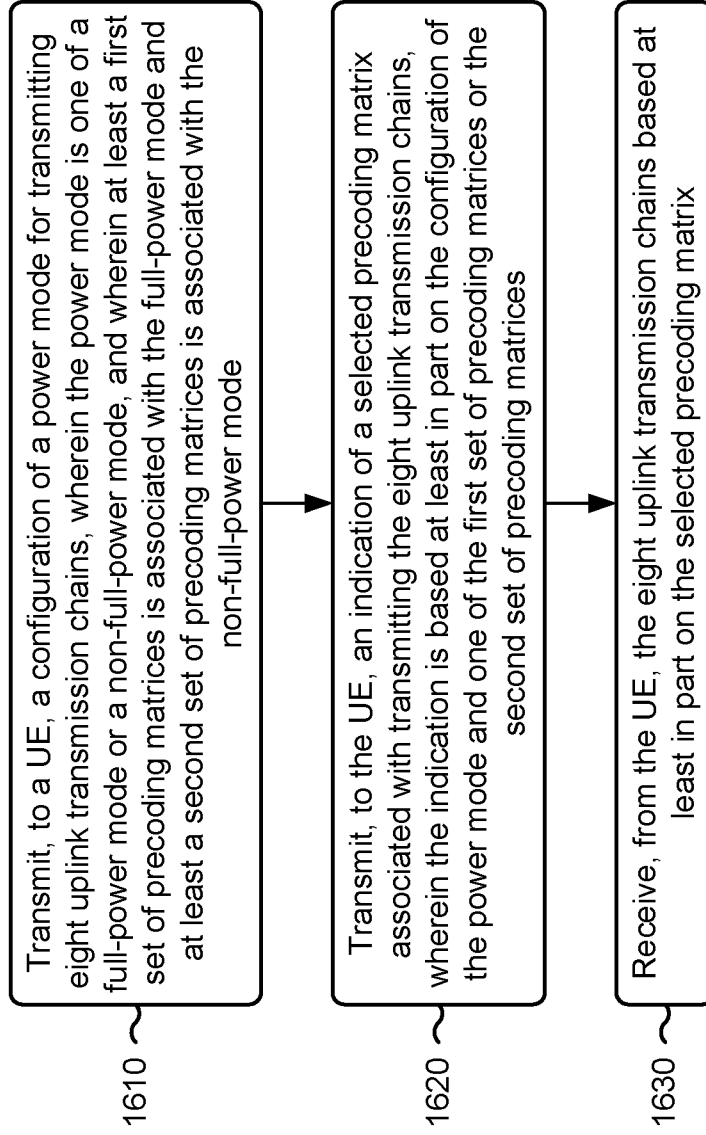 1610
Transmit, to a UE, a configuration of a power mode for transmitting
eight uplink transmission chains, wherein the power mode is one of a
full-power mode or a non-full-power mode, and wherein at least a first
set of precoding matrices is associated with the full-power mode and
at least a second set of precoding matrices is associated with the
non-full-power mode
1620
Transmit, to the UE, an indication of a selected precoding matrix
associated with transmitting the eight uplink transmission chains,
wherein the indication is based at least in part on the configuration of
the power mode and one of the first set of precoding matrices or the
second set of precoding matrices
1630
Receive, from the UE, the eight uplink transmission chains based at
least in part on the selected precoding matrix